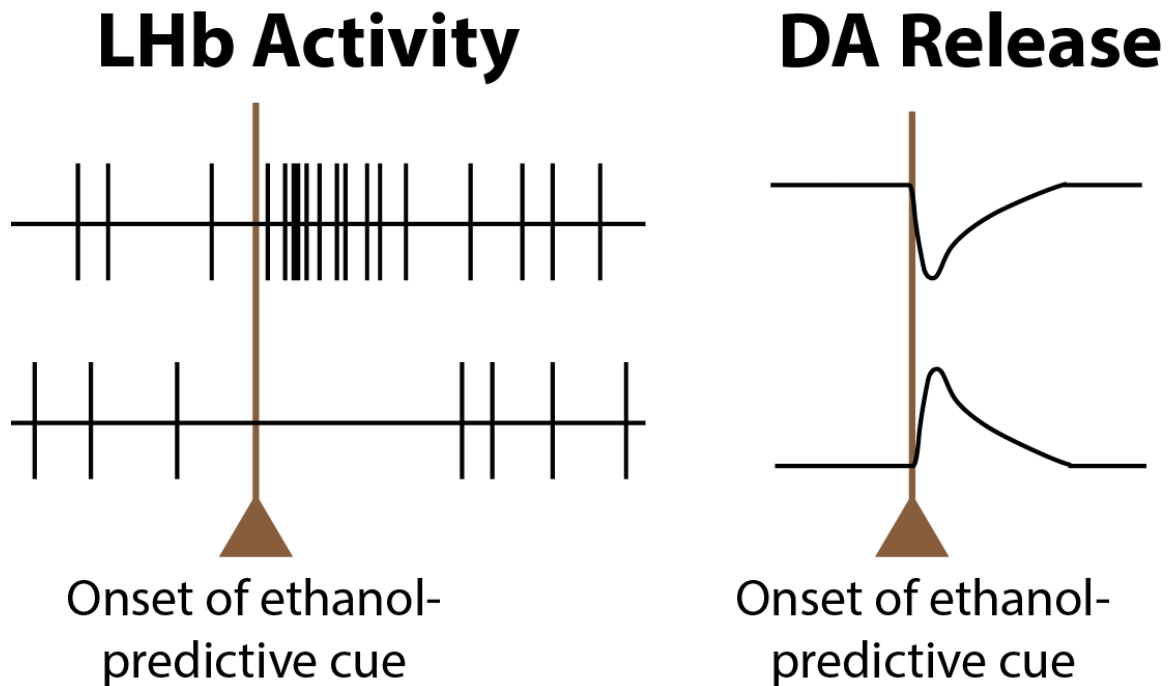 LHb Activity
DA Release
Onset of ethanol-
predictive cue
Onset of ethanol-
predictive cue